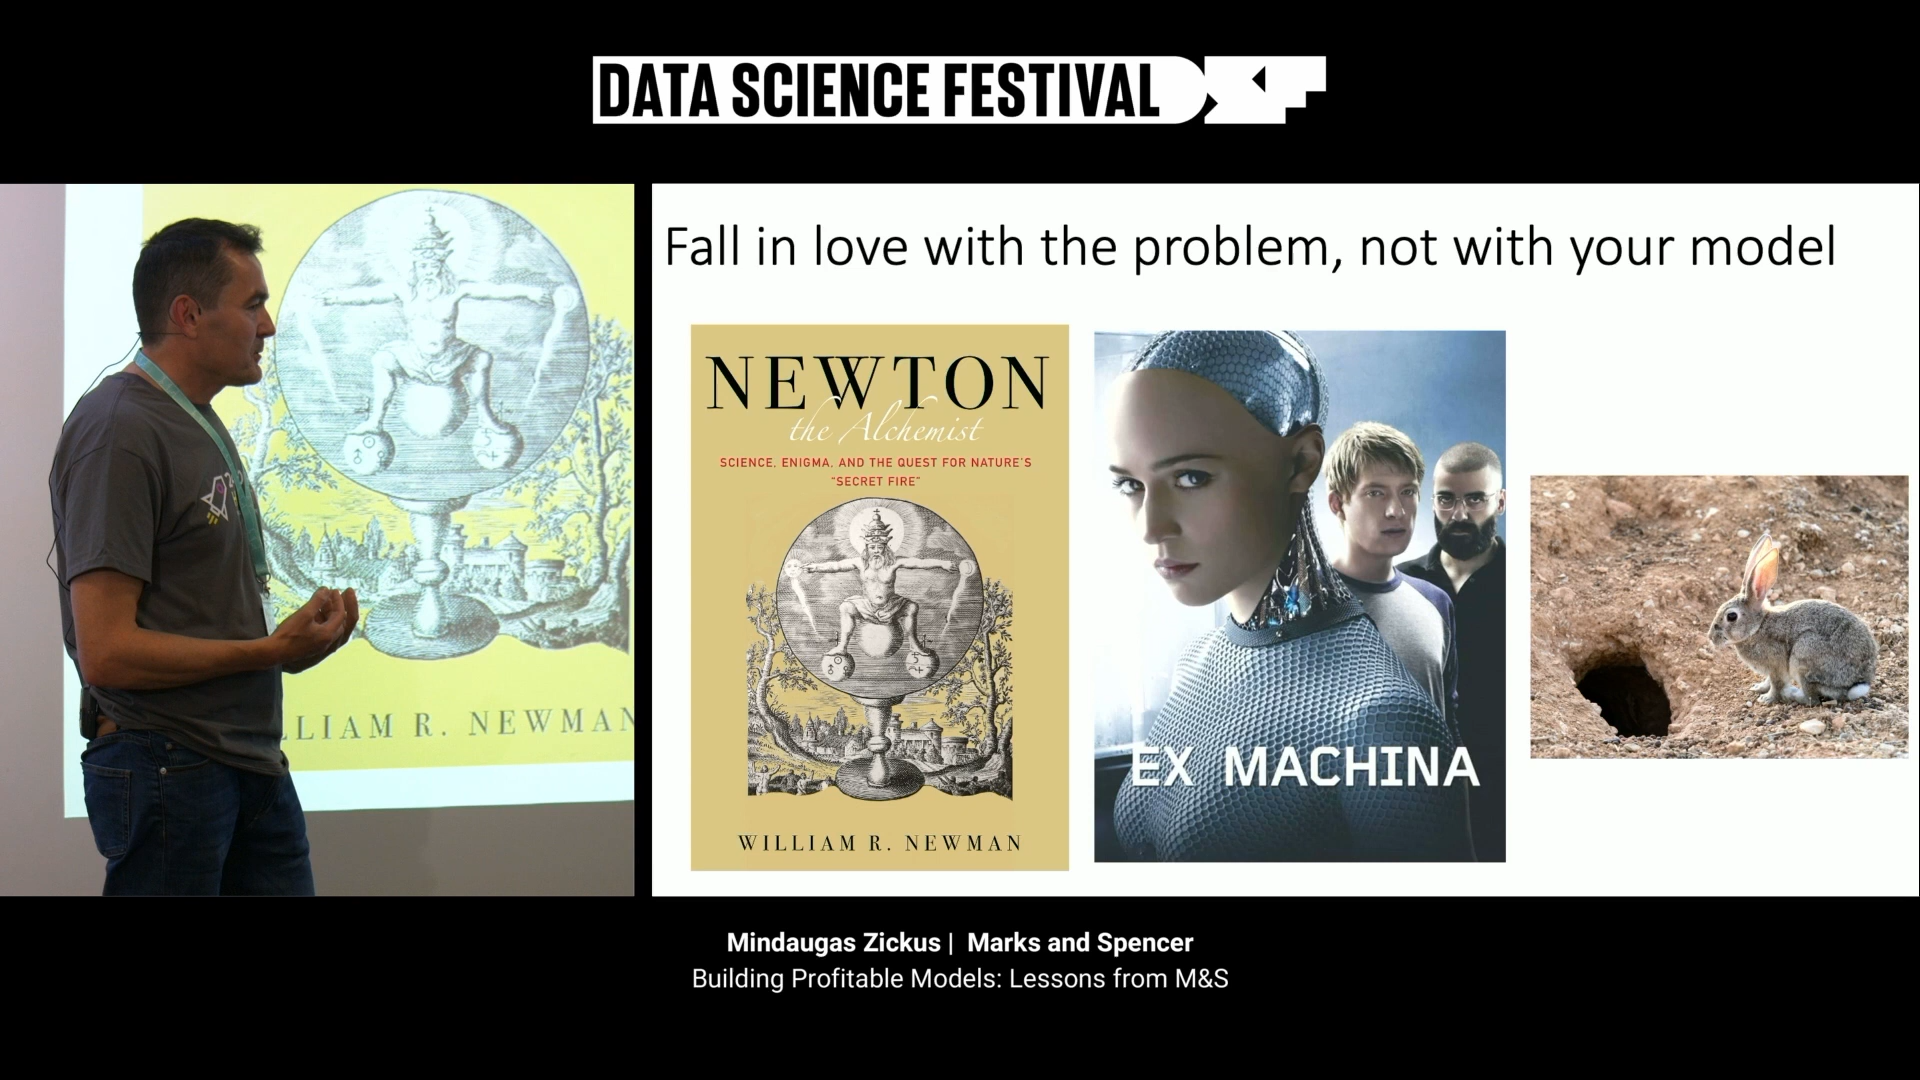 DATA SCIENCE FESTIVAL
LLIAM R. NEWMAN
Fall in love with the problem, not with your model
NEWTON
the Alchemist
SCIENCE, ENIGMA, AND THE QUEST FOR NATURE'S
"SECRET FIRE"
WILLIAM R. NEWMAN
EX MACHINA
Mindaugas Zickus | Marks and Spencer
Building Profitable Models: Lessons from M&S